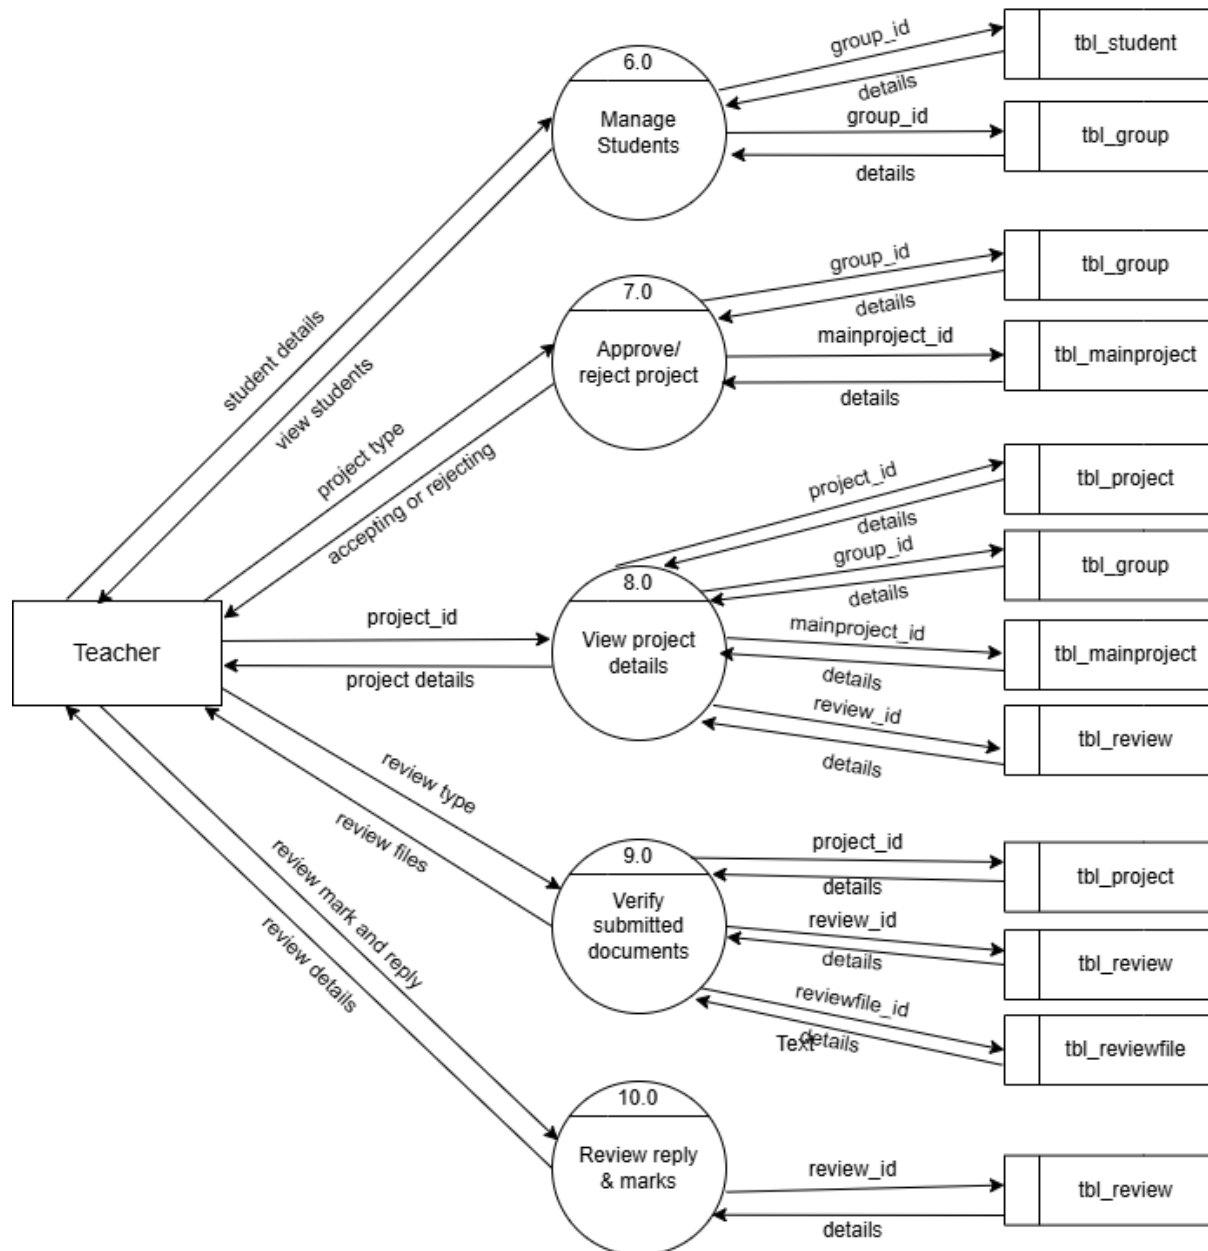 6.0
Manage
Students
group_id
details
tbl_student
group_id
details
tbl_group
student details
view students
7.0
Approve/
reject project
group_id
details
tbl_group
mainproject_id
details
tbl_mainproject
project type
accepting or rejecting
8.0
View project
details
project_id
details
tbl_project
group_id
details
tbl_group
mainproject_id
details
tbl_mainproject
review_id
details
tbl_review
Teacher
project_id
project details
review type
review files
9.0
Verify
submitted
documents
project_id
details
tbl_project
review_id
details
tbl_review
reviewfile_id
Text
details
tbl_reviewfile
review mark and reply
review details
10.0
Review reply
& marks
review_id
details
tbl_review